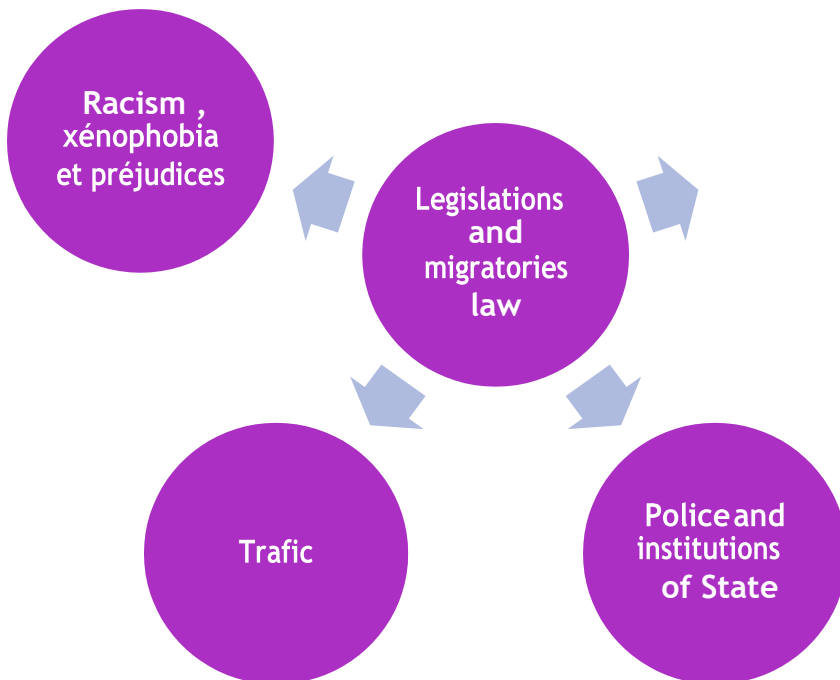 Racism ,
xénophobia
et préjudices
Legislations
and
migratories
law
Trafic
Police and
institutions
of State